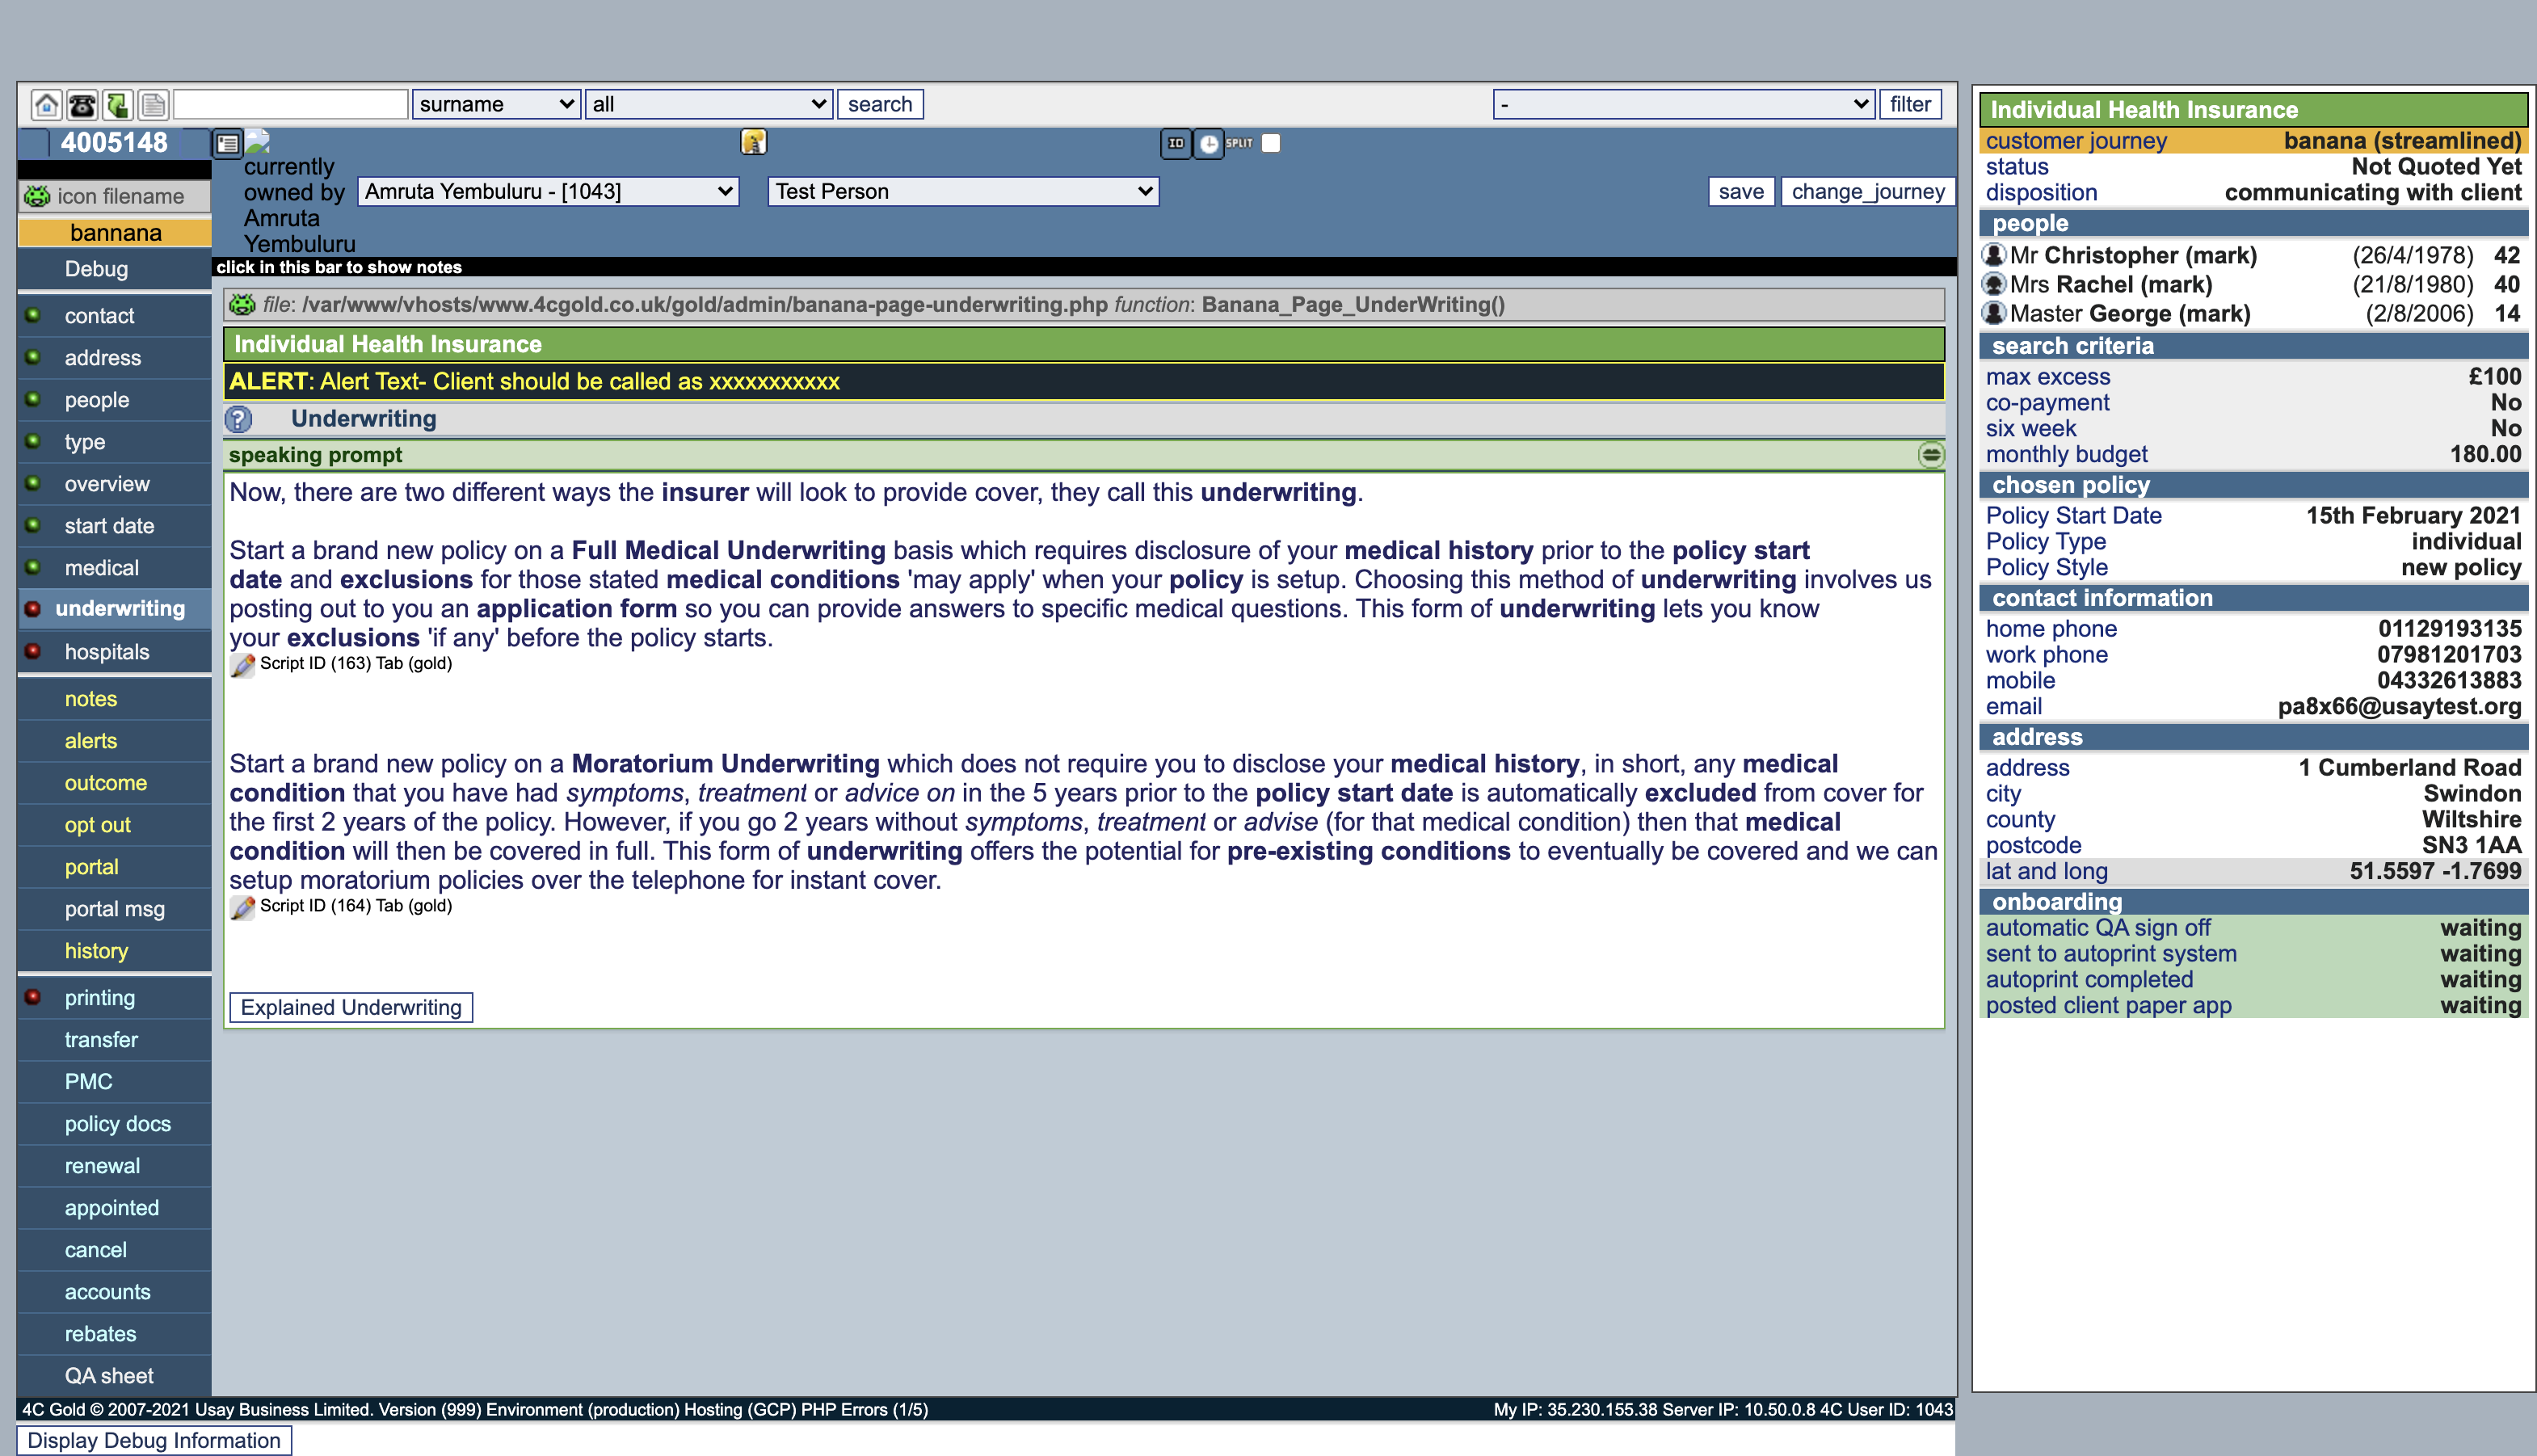 surname all search - filter
4005148
currently
owned by
Amruta
Yembuluru
Amruta Yembuluru - [1043]
Test Person
ID SPLIT
save change_journey
icon filename
bannana
Debug
contact
address
people
type
overview
start date
medical
underwriting
hospitals
notes
alerts
outcome
opt out
portal
portal msg
history
printing
transfer
PMC
policy docs
renewal
appointed
cancel
accounts
rebates
QA sheet
click in this bar to show notes
file: /var/www/vhosts/www.4cgold.co.uk/gold/admin/banana-page-underwriting.php function: Banana_Page_UnderWriting()
Individual Health Insurance
ALERT: Alert Text- Client should be called as xxxxxxxxxxx
? Underwriting
speaking prompt
Now, there are two different ways the insurer will look to provide cover, they call this underwriting.
Start a brand new policy on a Full Medical Underwriting basis which requires disclosure of your medical history prior to the policy start
date and exclusions for those stated medical conditions 'may apply' when your policy is setup. Choosing this method of underwriting involves us
posting out to you an application form so you can provide answers to specific medical questions. This form of underwriting lets you know
your exclusions 'if any' before the policy starts.
Script ID (163) Tab (gold)
Start a brand new policy on a Moratorium Underwriting which does not require you to disclose your medical history, in short, any medical
condition that you have had symptoms, treatment or advice on in the 5 years prior to the policy start date is automatically excluded from cover for
the first 2 years of the policy. However, if you go 2 years without symptoms, treatment or advise (for that medical condition) then that medical
condition will then be covered in full. This form of underwriting offers the potential for pre-existing conditions to eventually be covered and we can
setup moratorium policies over the telephone for instant cover.
Script ID (164) Tab (gold)
Explained Underwriting
Individual Health Insurance
customer journey banana (streamlined)
status Not Quoted Yet
disposition communicating with client
people
Mr Christopher (mark) (26/4/1978) 42
Mrs Rachel (mark) (21/8/1980) 40
Master George (mark) (2/8/2006) 14
search criteria
max excess £100
co-payment No
six week No
monthly budget 180.00
chosen policy
Policy Start Date 15th February 2021
Policy Type individual
Policy Style new policy
contact information
home phone 01129193135
work phone 07981201703
mobile 04332613883
email pa8x66@usaytest.org
address
address 1 Cumberland Road
city Swindon
county Wiltshire
postcode SN3 1AA
lat and long 51.5597 -1.7699
onboarding
automatic QA sign off waiting
sent to autoprint system waiting
autoprint completed waiting
posted client paper app waiting
4C Gold © 2007-2021 Usay Business Limited. Version (999) Environment (production) Hosting (GCP) PHP Errors (1/5)
My IP: 35.230.155.38 Server IP: 10.50.0.8 4C User ID: 1043
Display Debug Information